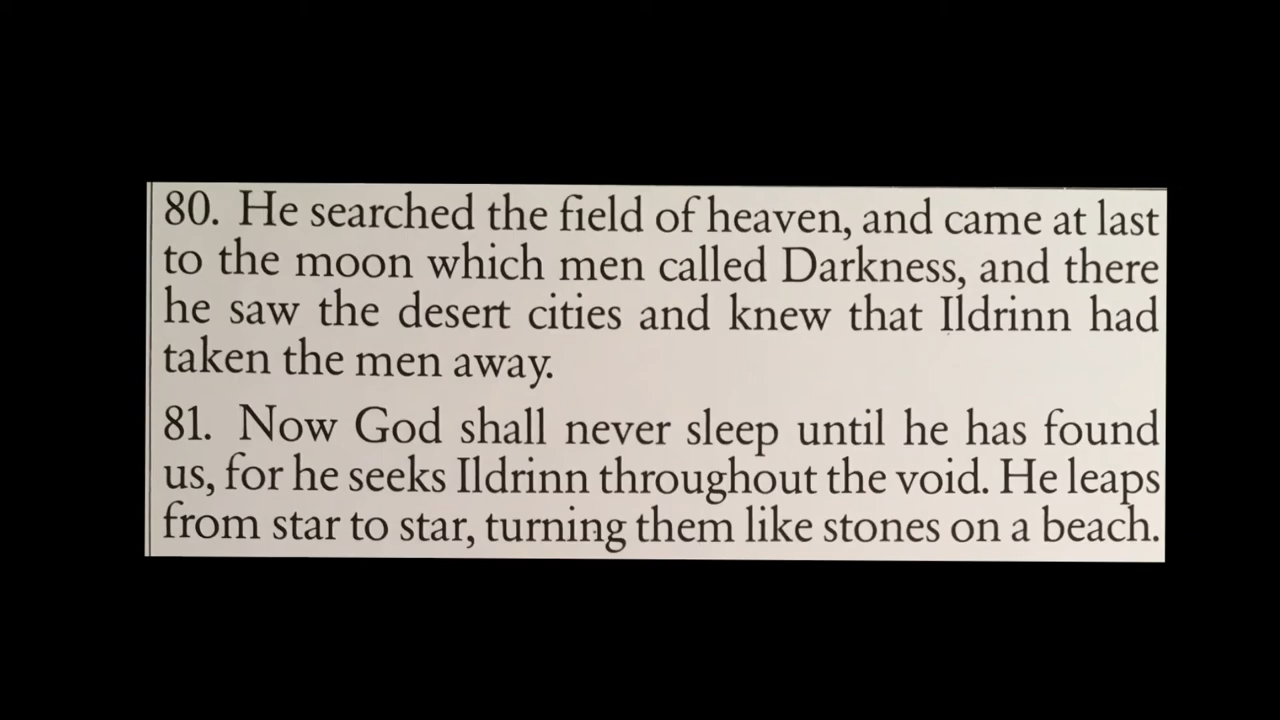 80. He searched the field of heaven, and came at last
to the moon which men called Darkness, and there
he saw the desert cities and knew that Ildrinn had
taken the men away.
81. Now God shall never sleep until he has found
us, for he seeks Ildrinn throughout the void. He leaps
from star to star, turning them like stones on a beach.